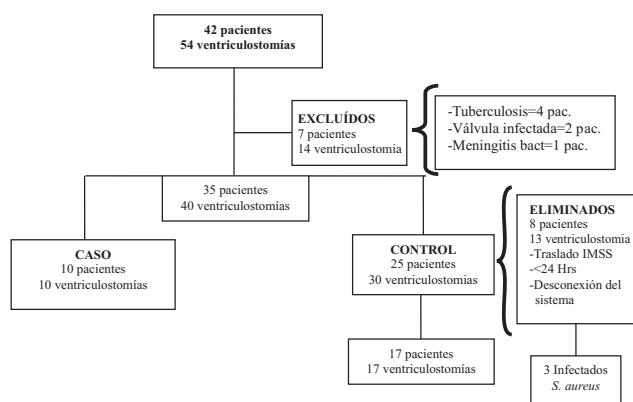 42 pacientes
54 ventriculostomías
EXCLUÍDOS
7 pacientes
14 ventriculostomia
-Tuberculosis=4 pac.
-Válvula infectada=2 pac.
-Meningitis bact=1 pac.
35 pacientes
40 ventriculostomías
CASO
10 pacientes
10 ventriculostomías
CONTROL
25 pacientes
30 ventriculostomías
ELIMINADOS
8 pacientes
13 ventriculostomia
-Traslado IMSS
-<24 Hrs
-Desconexión del
sistema
17 pacientes
17 ventriculostomías
3 Infectados
S. aureus